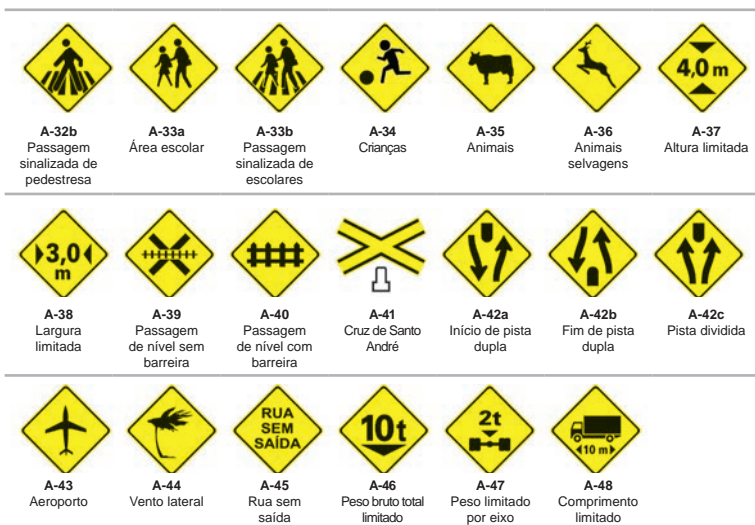 4,0 m
A-32b
Passagem
sinalizada de
pedestresa
A-33a
Área escolar
A-33b
Passagem
sinalizada de
escolares
A-34
Crianças
A-35
Animais
A-36
Animais
selvagens
A-37
Altura limitada
3,0
m
A-38
Largura
limitada
A-39
Passagem
de nível sem
barreira
A-40
Passagem
de nível com
barreira
A-41
Cruz de Santo
André
A-42a
Início de pista
dupla
A-42b
Fim de pista
dupla
A-42c
Pista dividida
RUA
SEM
SAÍDA
10t
2t
10 m
A-43
Aeroporto
A-44
Vento lateral
A-45
Rua sem
saída
A-46
Peso bruto total
limitado
A-47
Peso limitado
por eixo
A-48
Comprimento
limitado